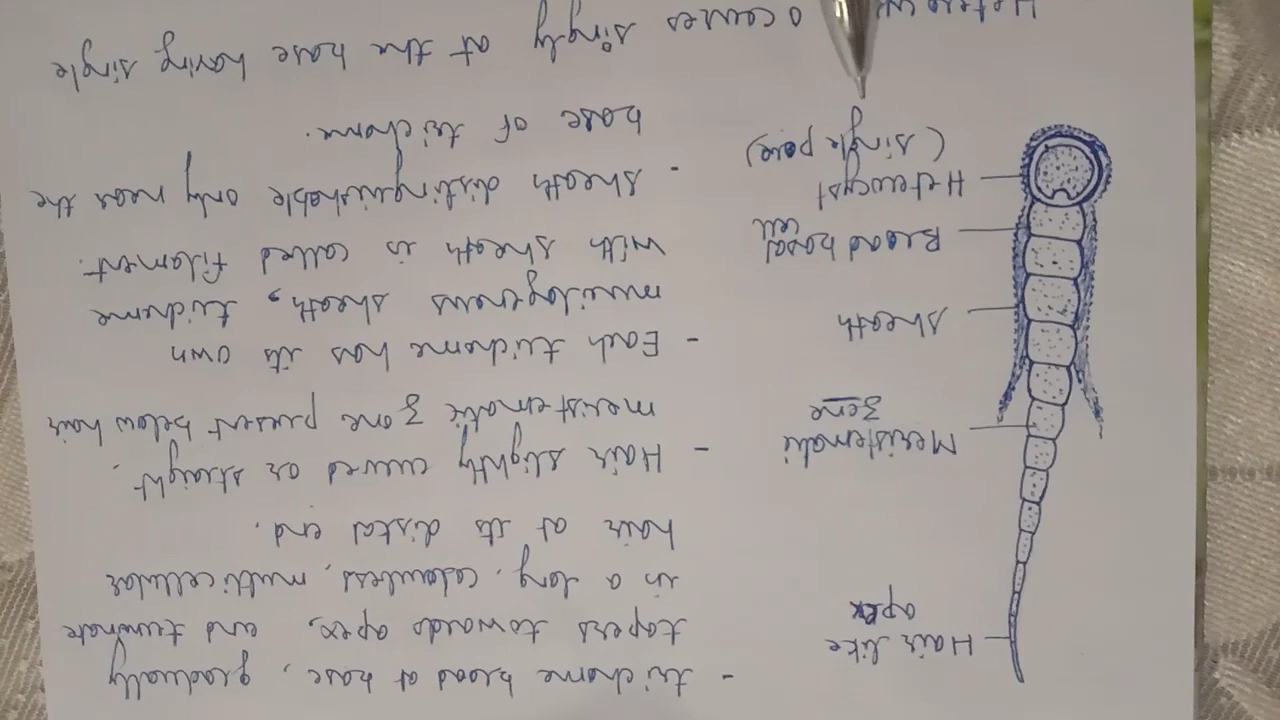 Hair like
apex
Meristematic
Zone
sheath
Broad basal
cell
Heterocyst
(single pore)
- trichome broad at base, gradually
tapers towards apex, and terminate
in a long, colourless, multicellular
hair at its distal end.
- Hair slightly curved or straight.
meristematic zone present below hair
- Each trichome has its own
mucilagenous sheath, trichome
with sheath is called filament.
- sheath distinguishable only near the
base of trichome.
occures singly at the base having single